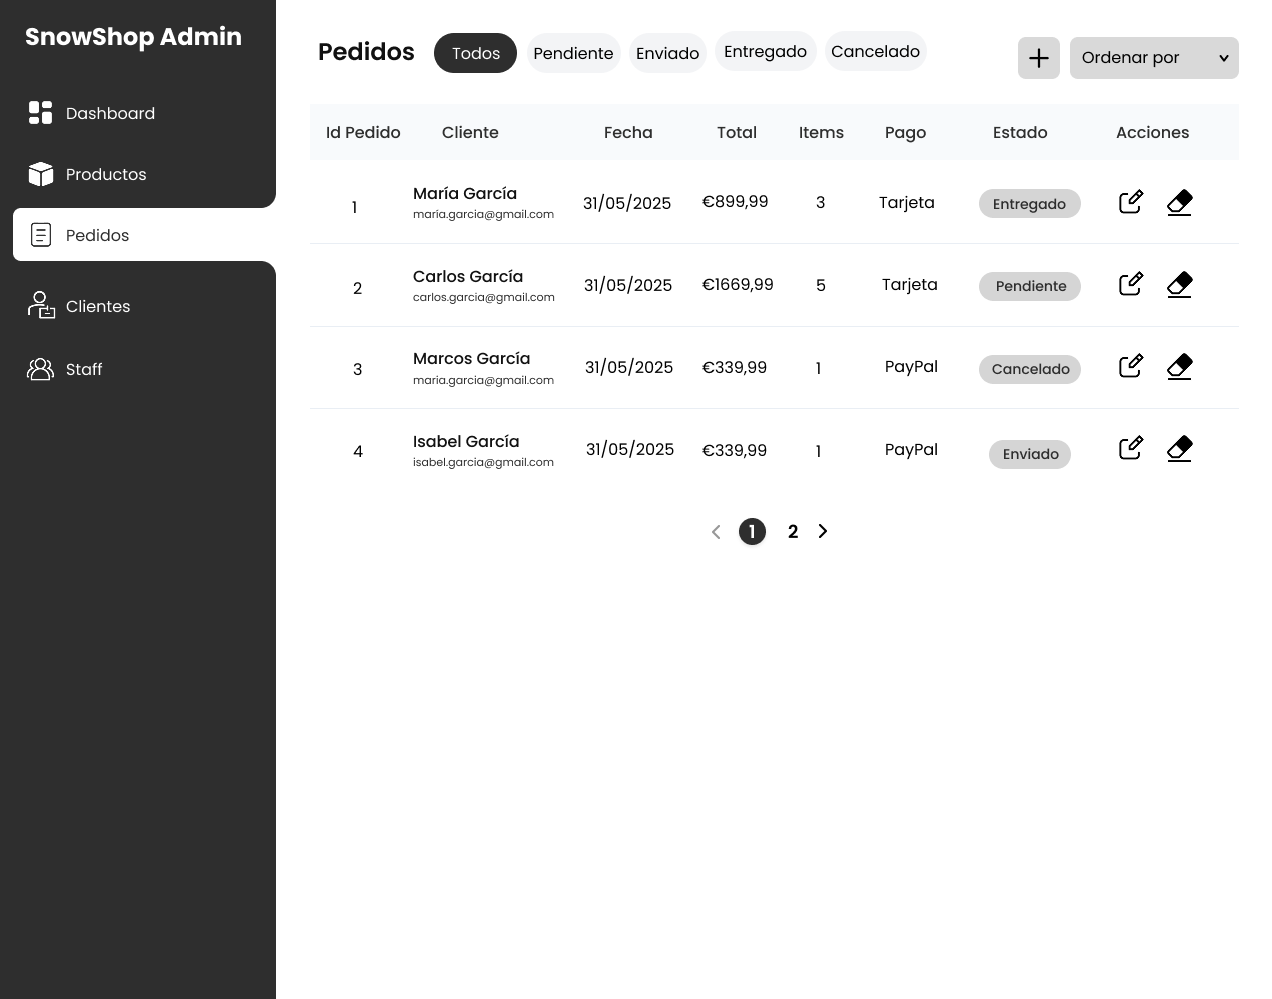 SnowShop Admin
Dashboard
Productos
Pedidos
Clientes
Staff
Pedidos
Todos
Pendiente
Enviado
Entregado
Cancelado
Ordenar por
Id Pedido Cliente Fecha Total Items Pago Estado Acciones
1 María García 31/05/2025 €899,99 3 Tarjeta Entregado
maría.garcia@gmail.com
2 Carlos García 31/05/2025 €1669,99 5 Tarjeta Pendiente
carlos.garcia@gmail.com
3 Marcos García 31/05/2025 €339,99 1 PayPal Cancelado
maria.garcia@gmail.com
4 Isabel García 31/05/2025 €339,99 1 PayPal Enviado
isabel.garcia@gmail.com
1 2